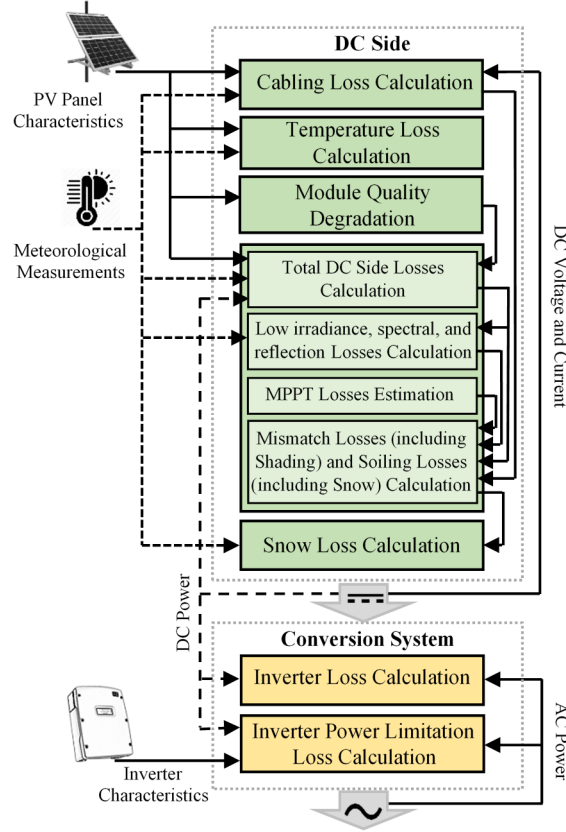 DC Side
PV Panel
Characteristics
Cabling Loss Calculation
Temperature Loss
Calculation
Module Quality
Degradation
Meteorological
Measurements
Total DC Side Losses
Calculation
Low irradiance, spectral, and
reflection Losses Calculation
MPPT Losses Estimation
Mismatch Losses (including
Shading) and Soiling Losses
(including Snow) Calculation
Snow Loss Calculation
DC Voltage and Current
DC Power
Conversion System
Inverter Loss Calculation
Inverter Power Limitation
Loss Calculation
Inverter
Characteristics
AC Power